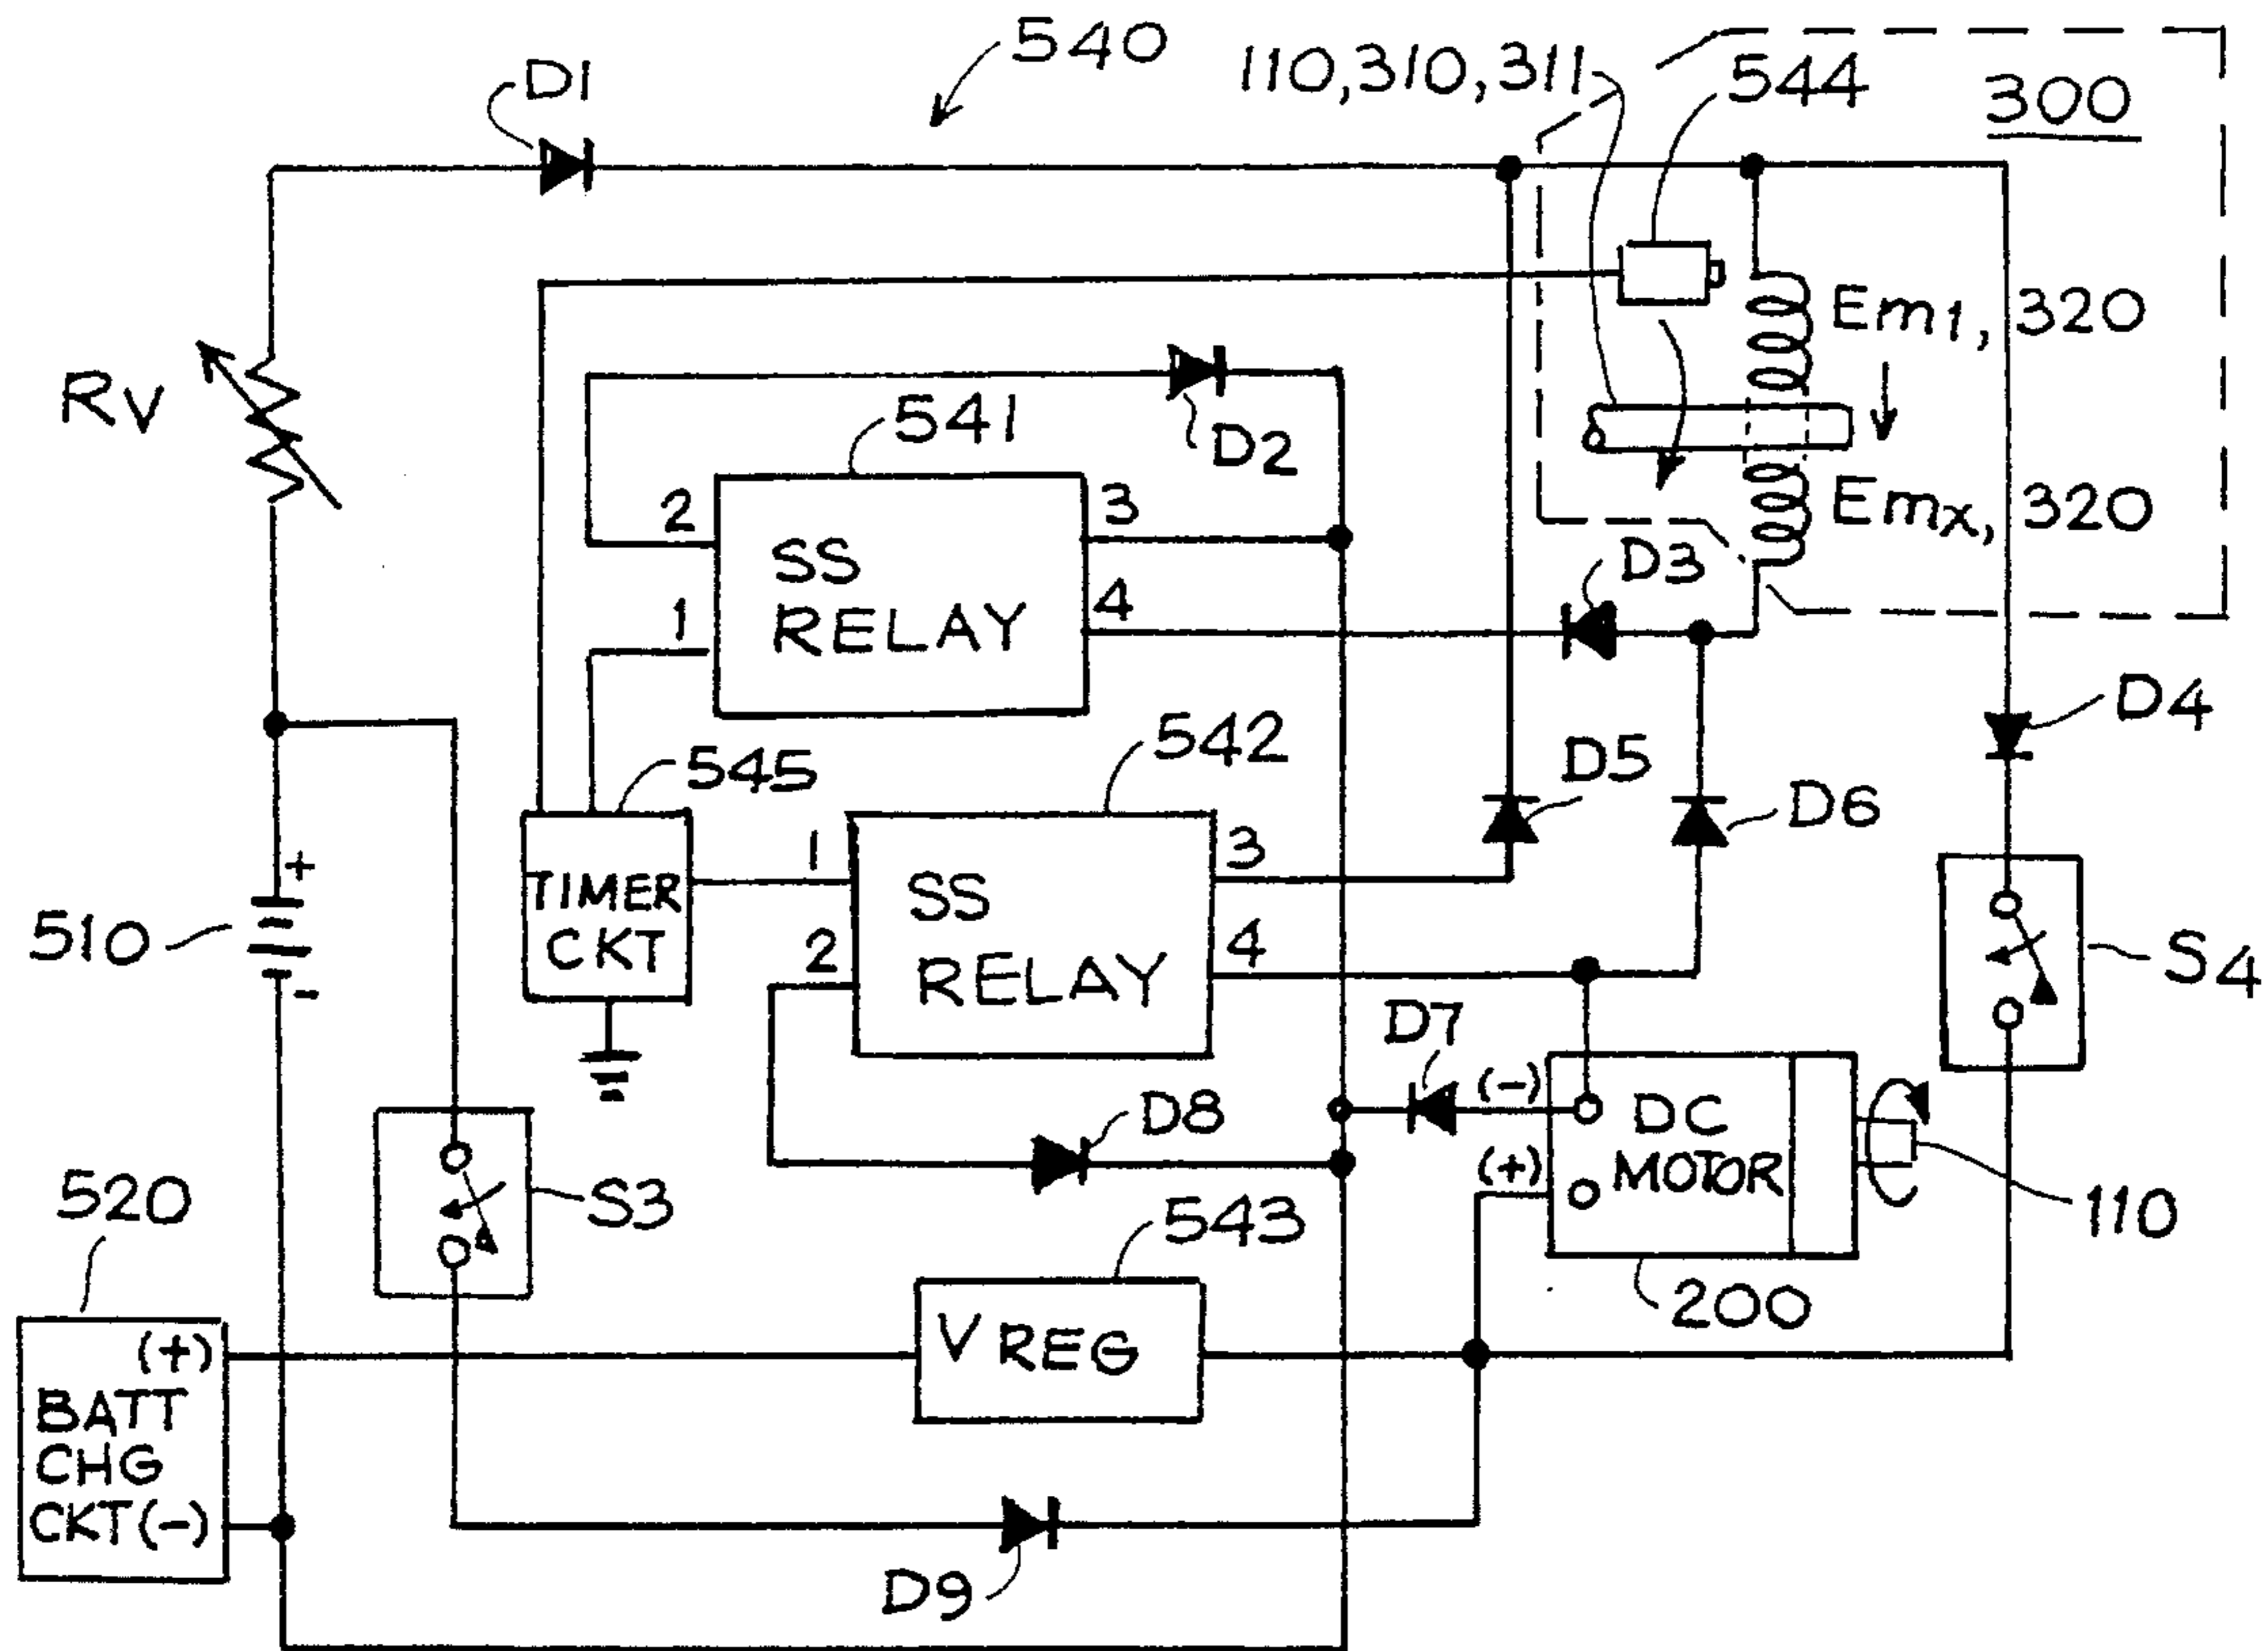 540
110,310,311
544
300
D1
Em1, 320
RV
541
D2
2
3
Emx, 320
SS
RELAY
D3
1
4
D4
545
542
D5
D6
+
TIMER
CKT
1
3
SS
RELAY
510
2
4
S4
-
D7
(-)
DC
MOTOR
D8
(+)
520
S3
543
110
200
(+)
V REG
BATT
CHG
CKT(-)
D9